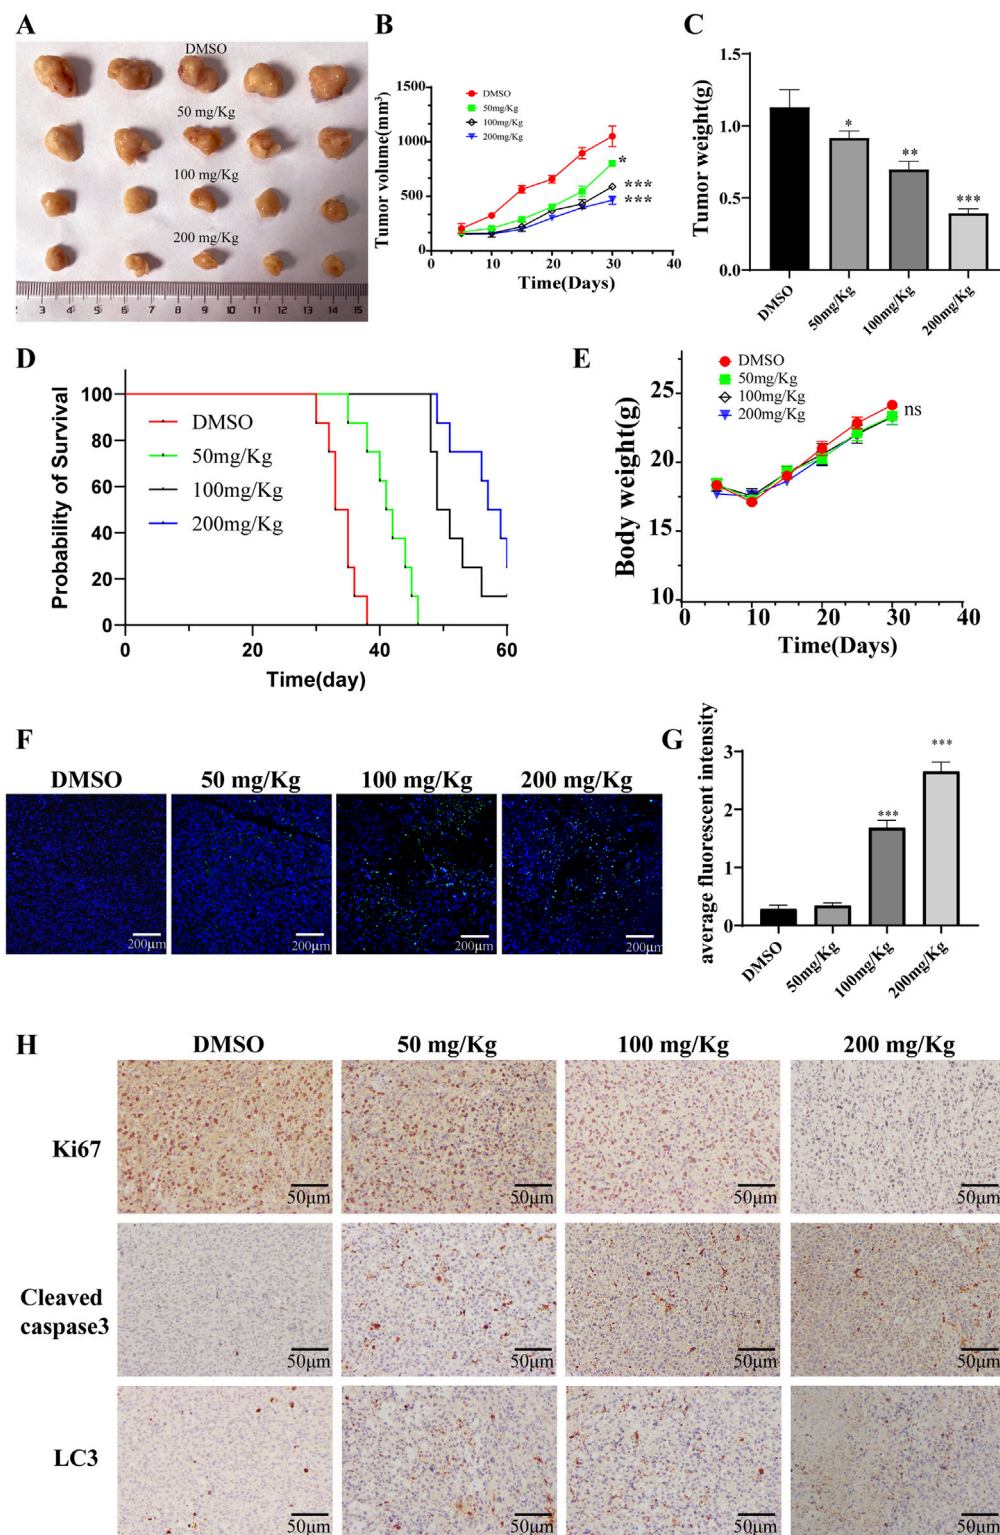 A
DMSO
50 mg/Kg
100 mg/Kg
200 mg/Kg
3 4 5 6 7 8 9 10 11 12 13 14 15
B
Tumor volume(mm³)
1500
1000
500
0
DMSO
50mg/Kg
100mg/Kg
200mg/Kg
*
***
***
0 10 20 30 40
Time(Days)
C
Tumor weight(g)
1.5
1.0
0.5
0.0
*
**
***
DMSO
50mg/Kg
100mg/Kg
200mg/Kg
D
Probability of Survival
100
80
60
40
20
0
DMSO
50mg/Kg
100mg/Kg
200mg/Kg
0 20 40 60
Time(day)
E
Body weight(g)
25
20
15
10
DMSO
50mg/Kg
100mg/Kg
200mg/Kg
ns
0 10 20 30 40
Time(Days)
F
DMSO 50 mg/Kg 100 mg/Kg 200 mg/Kg
200μm 200μm 200μm 200μm
G
average fluorescent intensity
3
2
1
0
***
***
DMSO
50mg/Kg
100mg/Kg
200mg/Kg
H
DMSO 50 mg/Kg 100 mg/Kg 200 mg/Kg
Ki67
50μm 50μm 50μm 50μm
Cleaved
caspase3
50μm 50μm 50μm 50μm
LC3
50μm 50μm 50μm 50μm